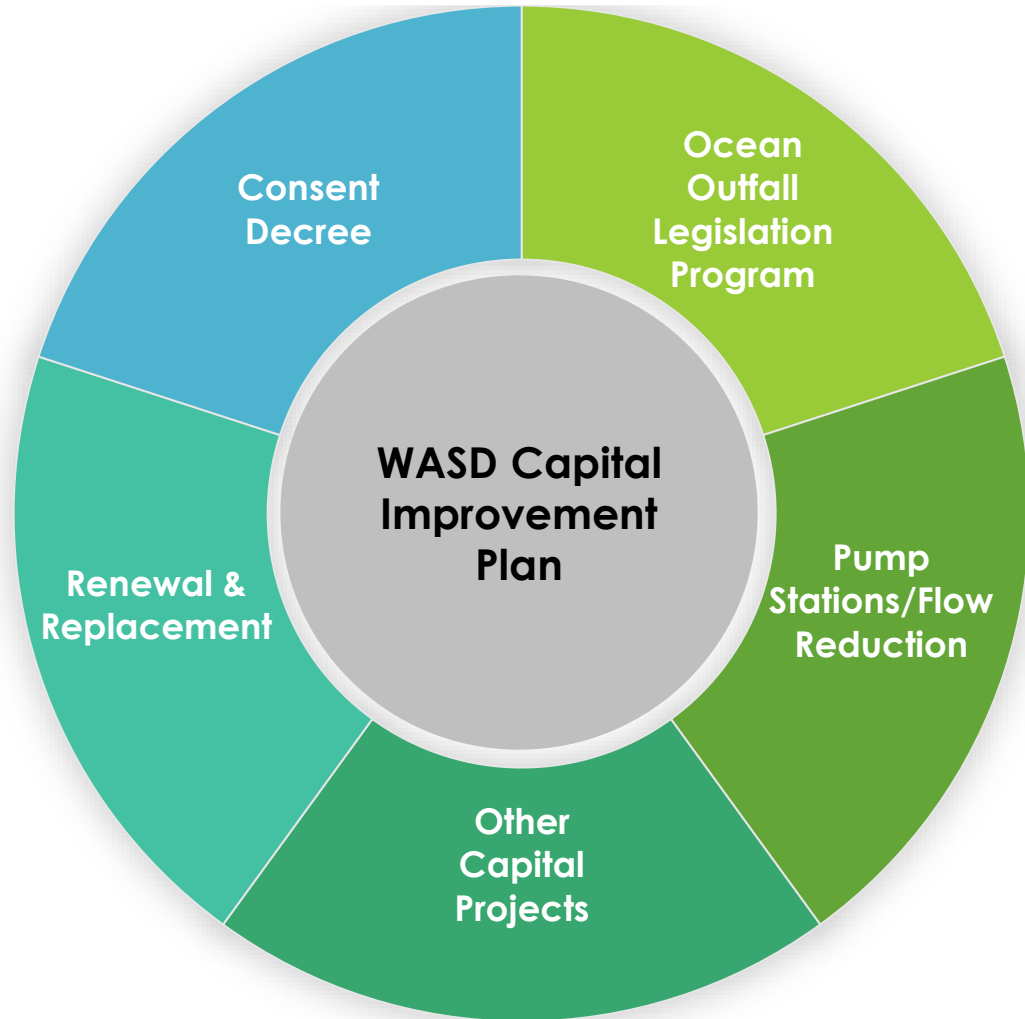 Ocean
Outfall
Legislation
Program
Consent
Decree
WASD Capital
Improvement
Plan
Pump
Stations/Flow
Reduction
Renewal &
Replacement
Other
Capital
Projects